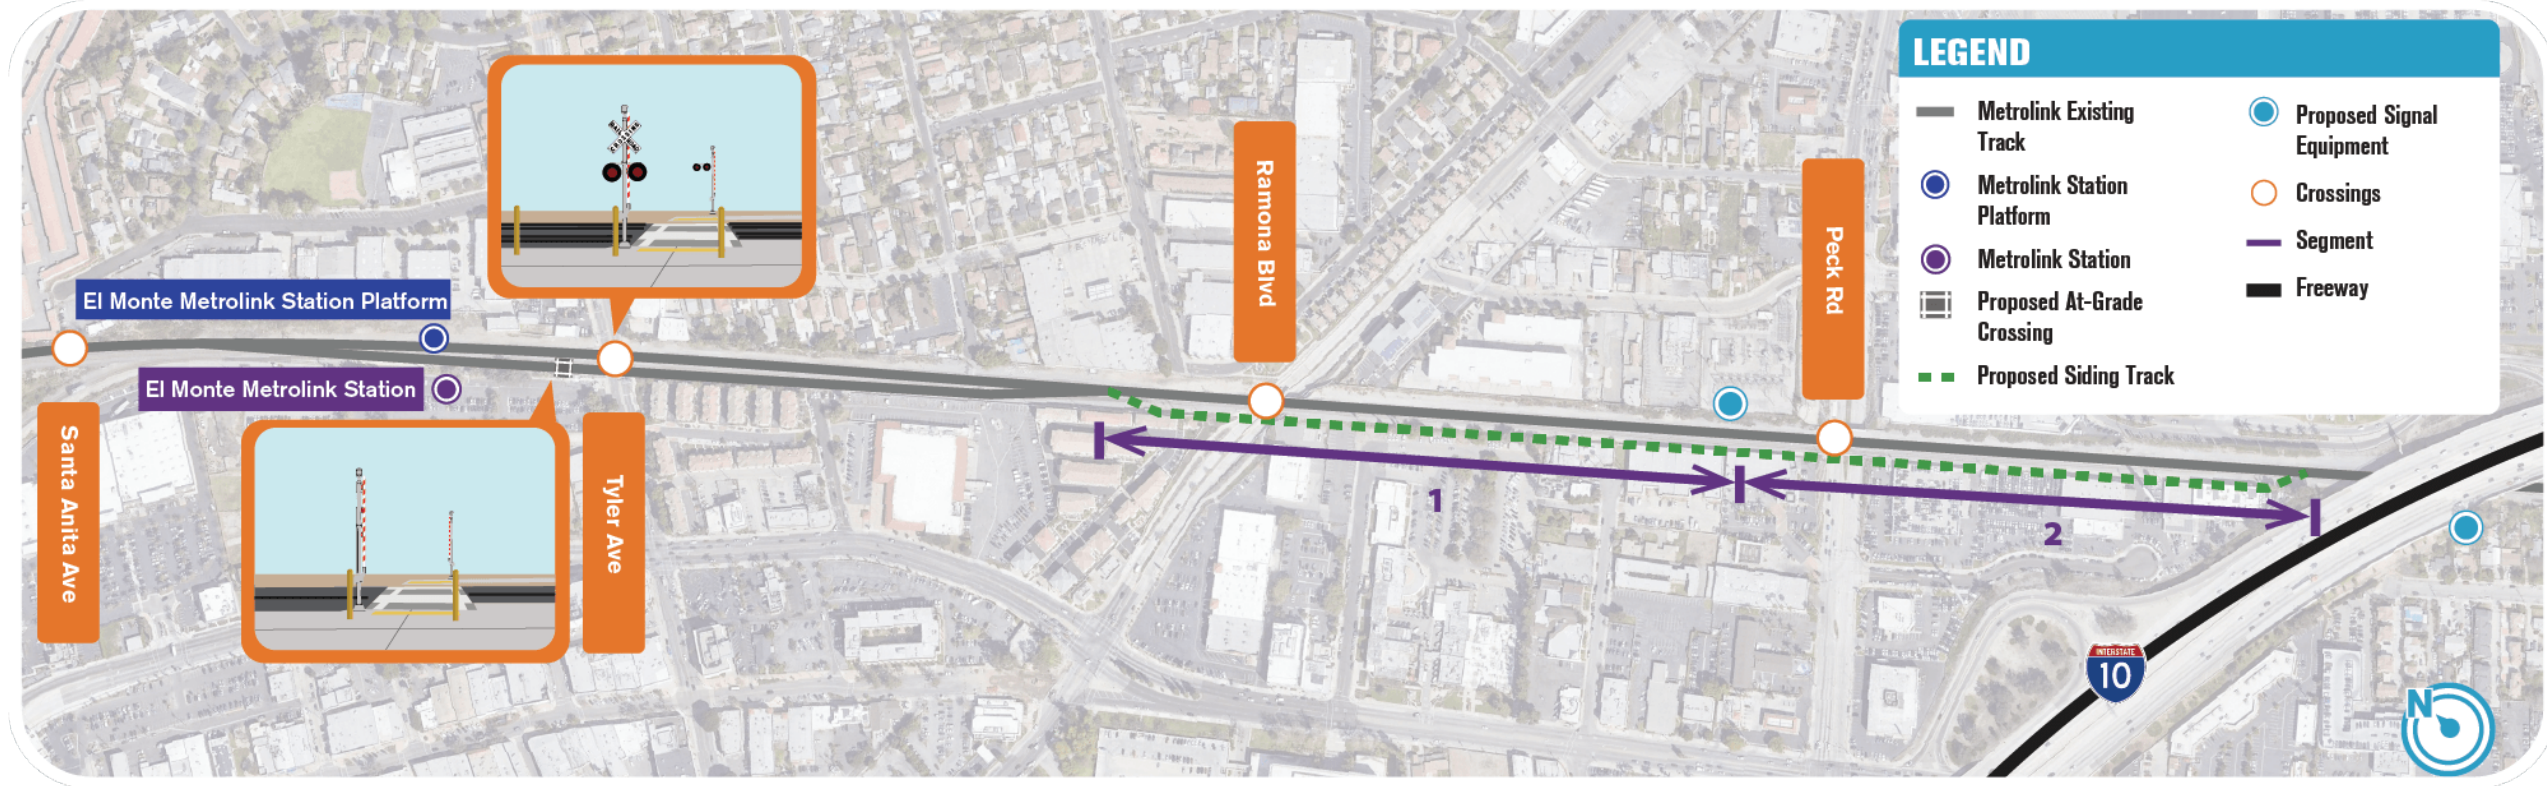 LEGEND
Metrolink Existing
Track
Metrolink Station
Platform
Metrolink Station
Proposed At-Grade
Crossing
Proposed Siding Track
Proposed Signal
Equipment
Crossings
Segment
Freeway
El Monte Metrolink Station Platform
El Monte Metrolink Station
Santa Anita Ave
Tyler Ave
Ramona Blvd
Peck Rd
1
2
INTERSTATE
10
N